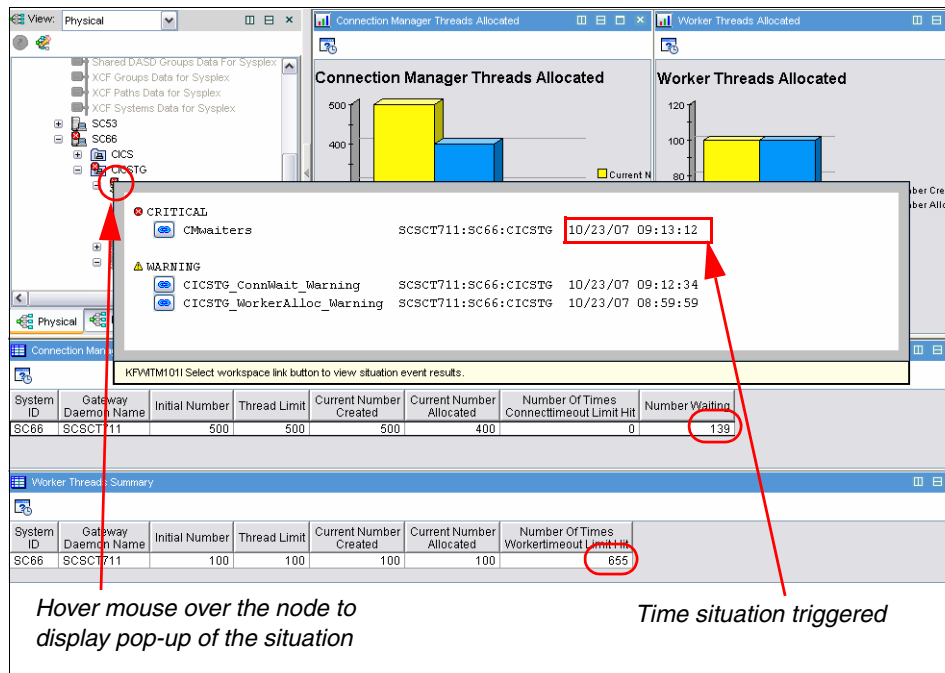 View: Physical
Shared DASD Groups Data For Sysplex
XCF Groups Data for Sysplex
XCF Paths Data for Sysplex
XCF Systems Data for Sysplex
SC53
SC66
CICS
CICSTG
Physical
Connection Manager Threads Allocated
Connection Manager Threads Allocated
500
400
Current N
Worker Threads Allocated
Worker Threads Allocated
120
100
80
ber Cre
ber Allo
CRITICAL
CMwaiters SCSCT711:SC66:CICSTG 10/23/07 09:13:12
WARNING
CICSTG_ConnWait_Warning SCSCT711:SC66:CICSTG 10/23/07 09:12:34
CICSTG_WorkerAlloc_Warning SCSCT711:SC66:CICSTG 10/23/07 08:59:59
KFWITM101I Select workspace link button to view situation event results.
Connection Mana
System ID Gateway Daemon Name Initial Number Thread Limit Current Number Created Current Number Allocated Number Of Times Connecttimeout Limit Hit Number Waiting
SC66 SCSCT711 500 500 500 400 0 139
Worker Threads Summary
System ID Gateway Daemon Name Initial Number Thread Limit Current Number Created Current Number Allocated Number Of Times Workertimeout Limit Hit
SC66 SCSCT711 100 100 100 100 655
Hover mouse over the node to
display pop-up of the situation
Time situation triggered